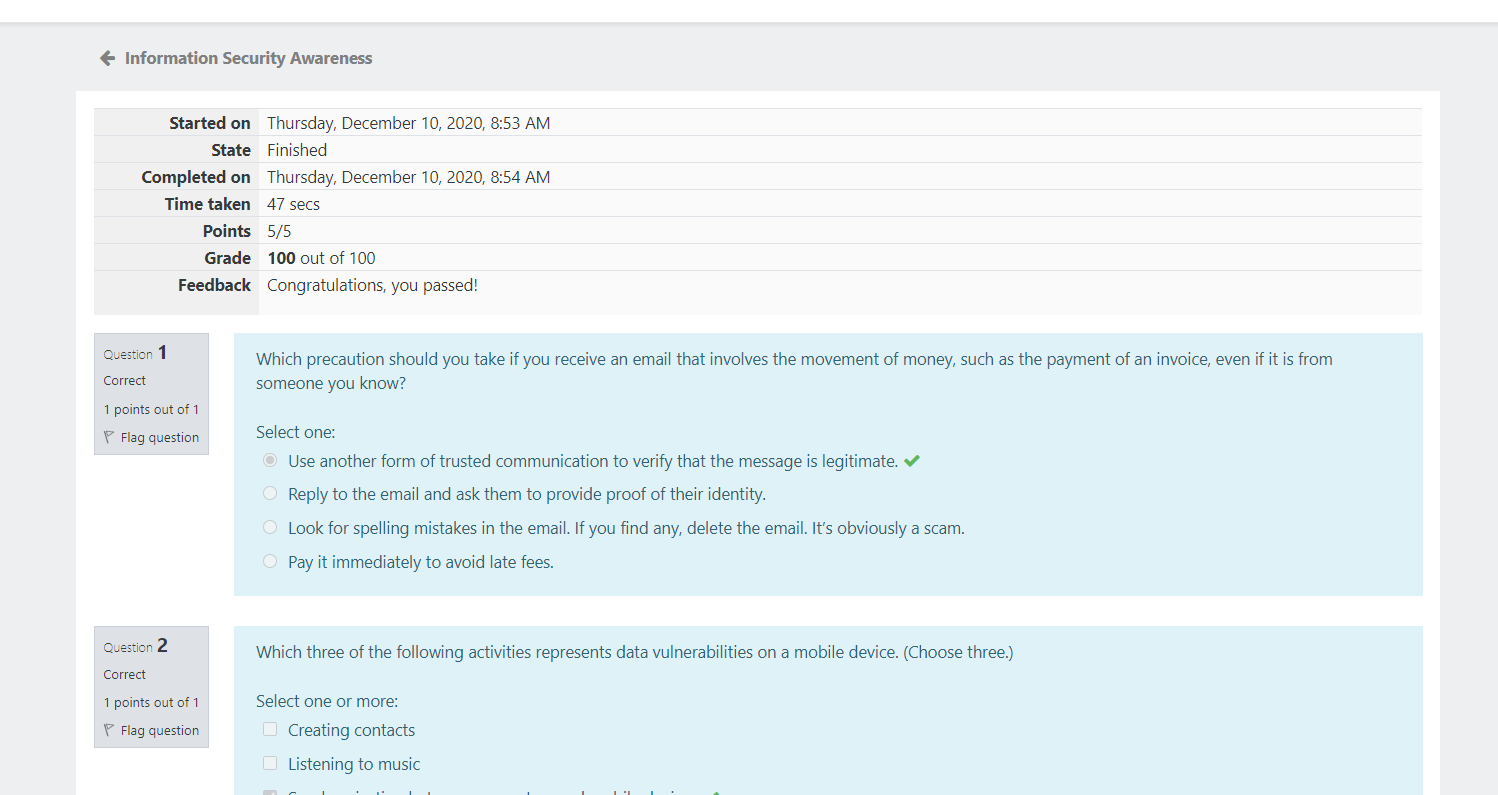 Information Security Awareness
Started on Thursday, December 10, 2020, 8:53 AM
State Finished
Completed on Thursday, December 10, 2020, 8:54 AM
Time taken 47 secs
Points 5/5
Grade 100 out of 100
Feedback Congratulations, you passed!
Question 1
Correct
1 points out of 1
Flag question
Which precaution should you take if you receive an email that involves the movement of money, such as the payment of an invoice, even if it is from
someone you know?
Select one:
Use another form of trusted communication to verify that the message is legitimate.
Reply to the email and ask them to provide proof of their identity.
Look for spelling mistakes in the email. If you find any, delete the email. It’s obviously a scam.
Pay it immediately to avoid late fees.
Question 2
Correct
1 points out of 1
Flag question
Which three of the following activities represents data vulnerabilities on a mobile device. (Choose three.)
Select one or more:
Creating contacts
Listening to music